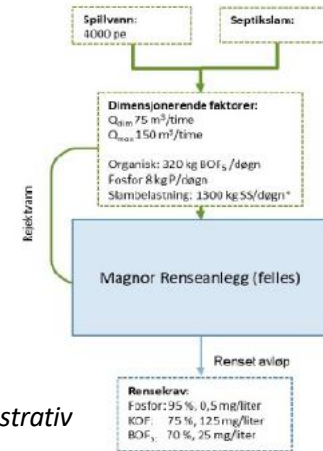 Spillvann:
4000 pe
Septikslam:
Dimensjonerende faktorer:
Qdim 75 m³/time
Qmax 150 m³/time
Organisk: 320 kg BOF5 /døgn
Fosfor 8 kg P/døgn
Slambelastning: 1300 kg SS/døgn*
Rejektvann
Magnor Renseanlegg (felles)
Renset avløp
strativ
Rensekrav:
Fosfor: 95 %, 0,5 mg/liter
KOF: 75 %, 125 mg/liter
BOF5: 70 %, 25 mg/liter